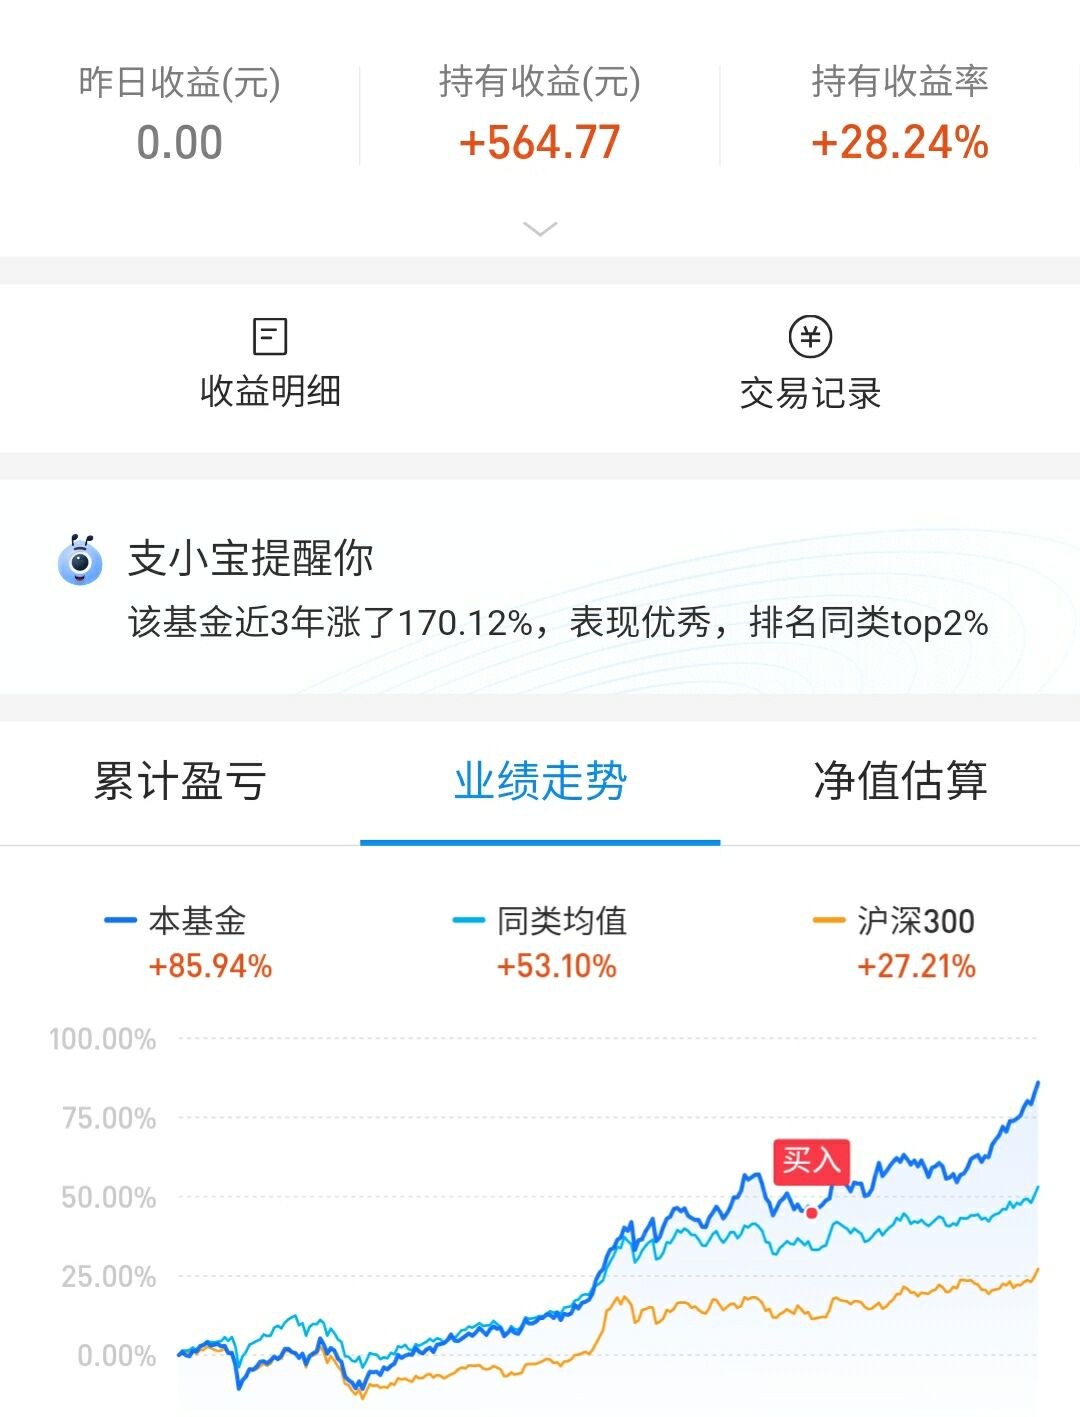 昨日收益(元) 持有收益(元) 持有收益率
0.00 +564.77 +28.24%
收益明细 交易记录
支小宝提醒你
该基金近3年涨了170.12%，表现优秀，排名同类top2%
累计盈亏 业绩走势 净值估算
本基金 同类均值 沪深300
+85.94% +53.10% +27.21%
100.00%
75.00%
买入
50.00%
25.00%
0.00%